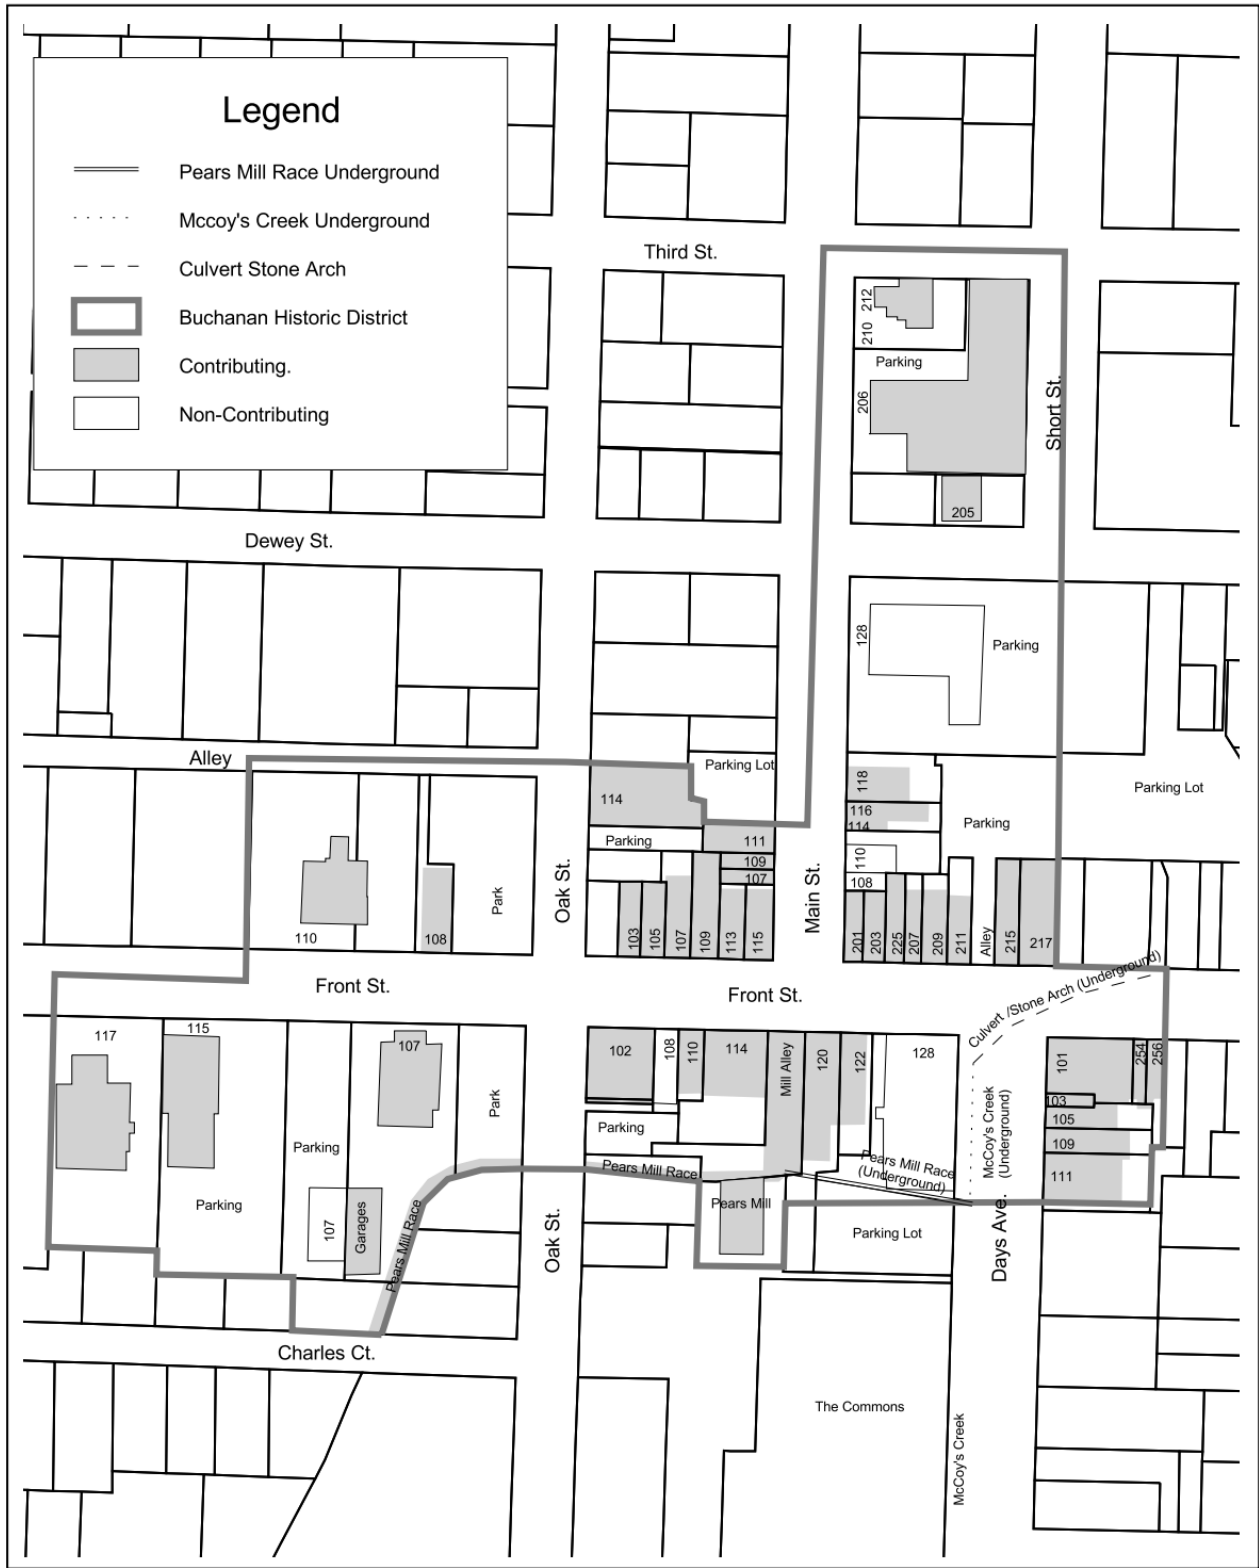 Legend
Pears Mill Race Underground
Mccoy's Creek Underground
Culvert Stone Arch
Buchanan Historic District
Contributing.
Non-Contributing
Third St.
212
210
Parking
206
Short St.
205
Dewey St.
128
Parking
Alley
Parking Lot
Parking Lot
114
118
116
114
Parking
Parking
111
109
107
110
108
Oak St.
Main St.
Park
110
108
103
105
107
109
113
115
201
203
225
207
209
211
Alley
215
217
Front St.
Front St.
Culvert /Stone Arch (Underground)
117
115
107
102
108
110
114
Mill Alley
120
122
128
101
254
256
103
105
109
111
McCoy's Creek
(Underground)
Park
Parking
Parking
Pears Mill Race
Pears Mill Race
(Underground)
Parking
107
Garages
Pears Mill Race
Pears Mill
Parking Lot
Oak St.
Days Ave.
Charles Ct.
The Commons
McCoy's Creek